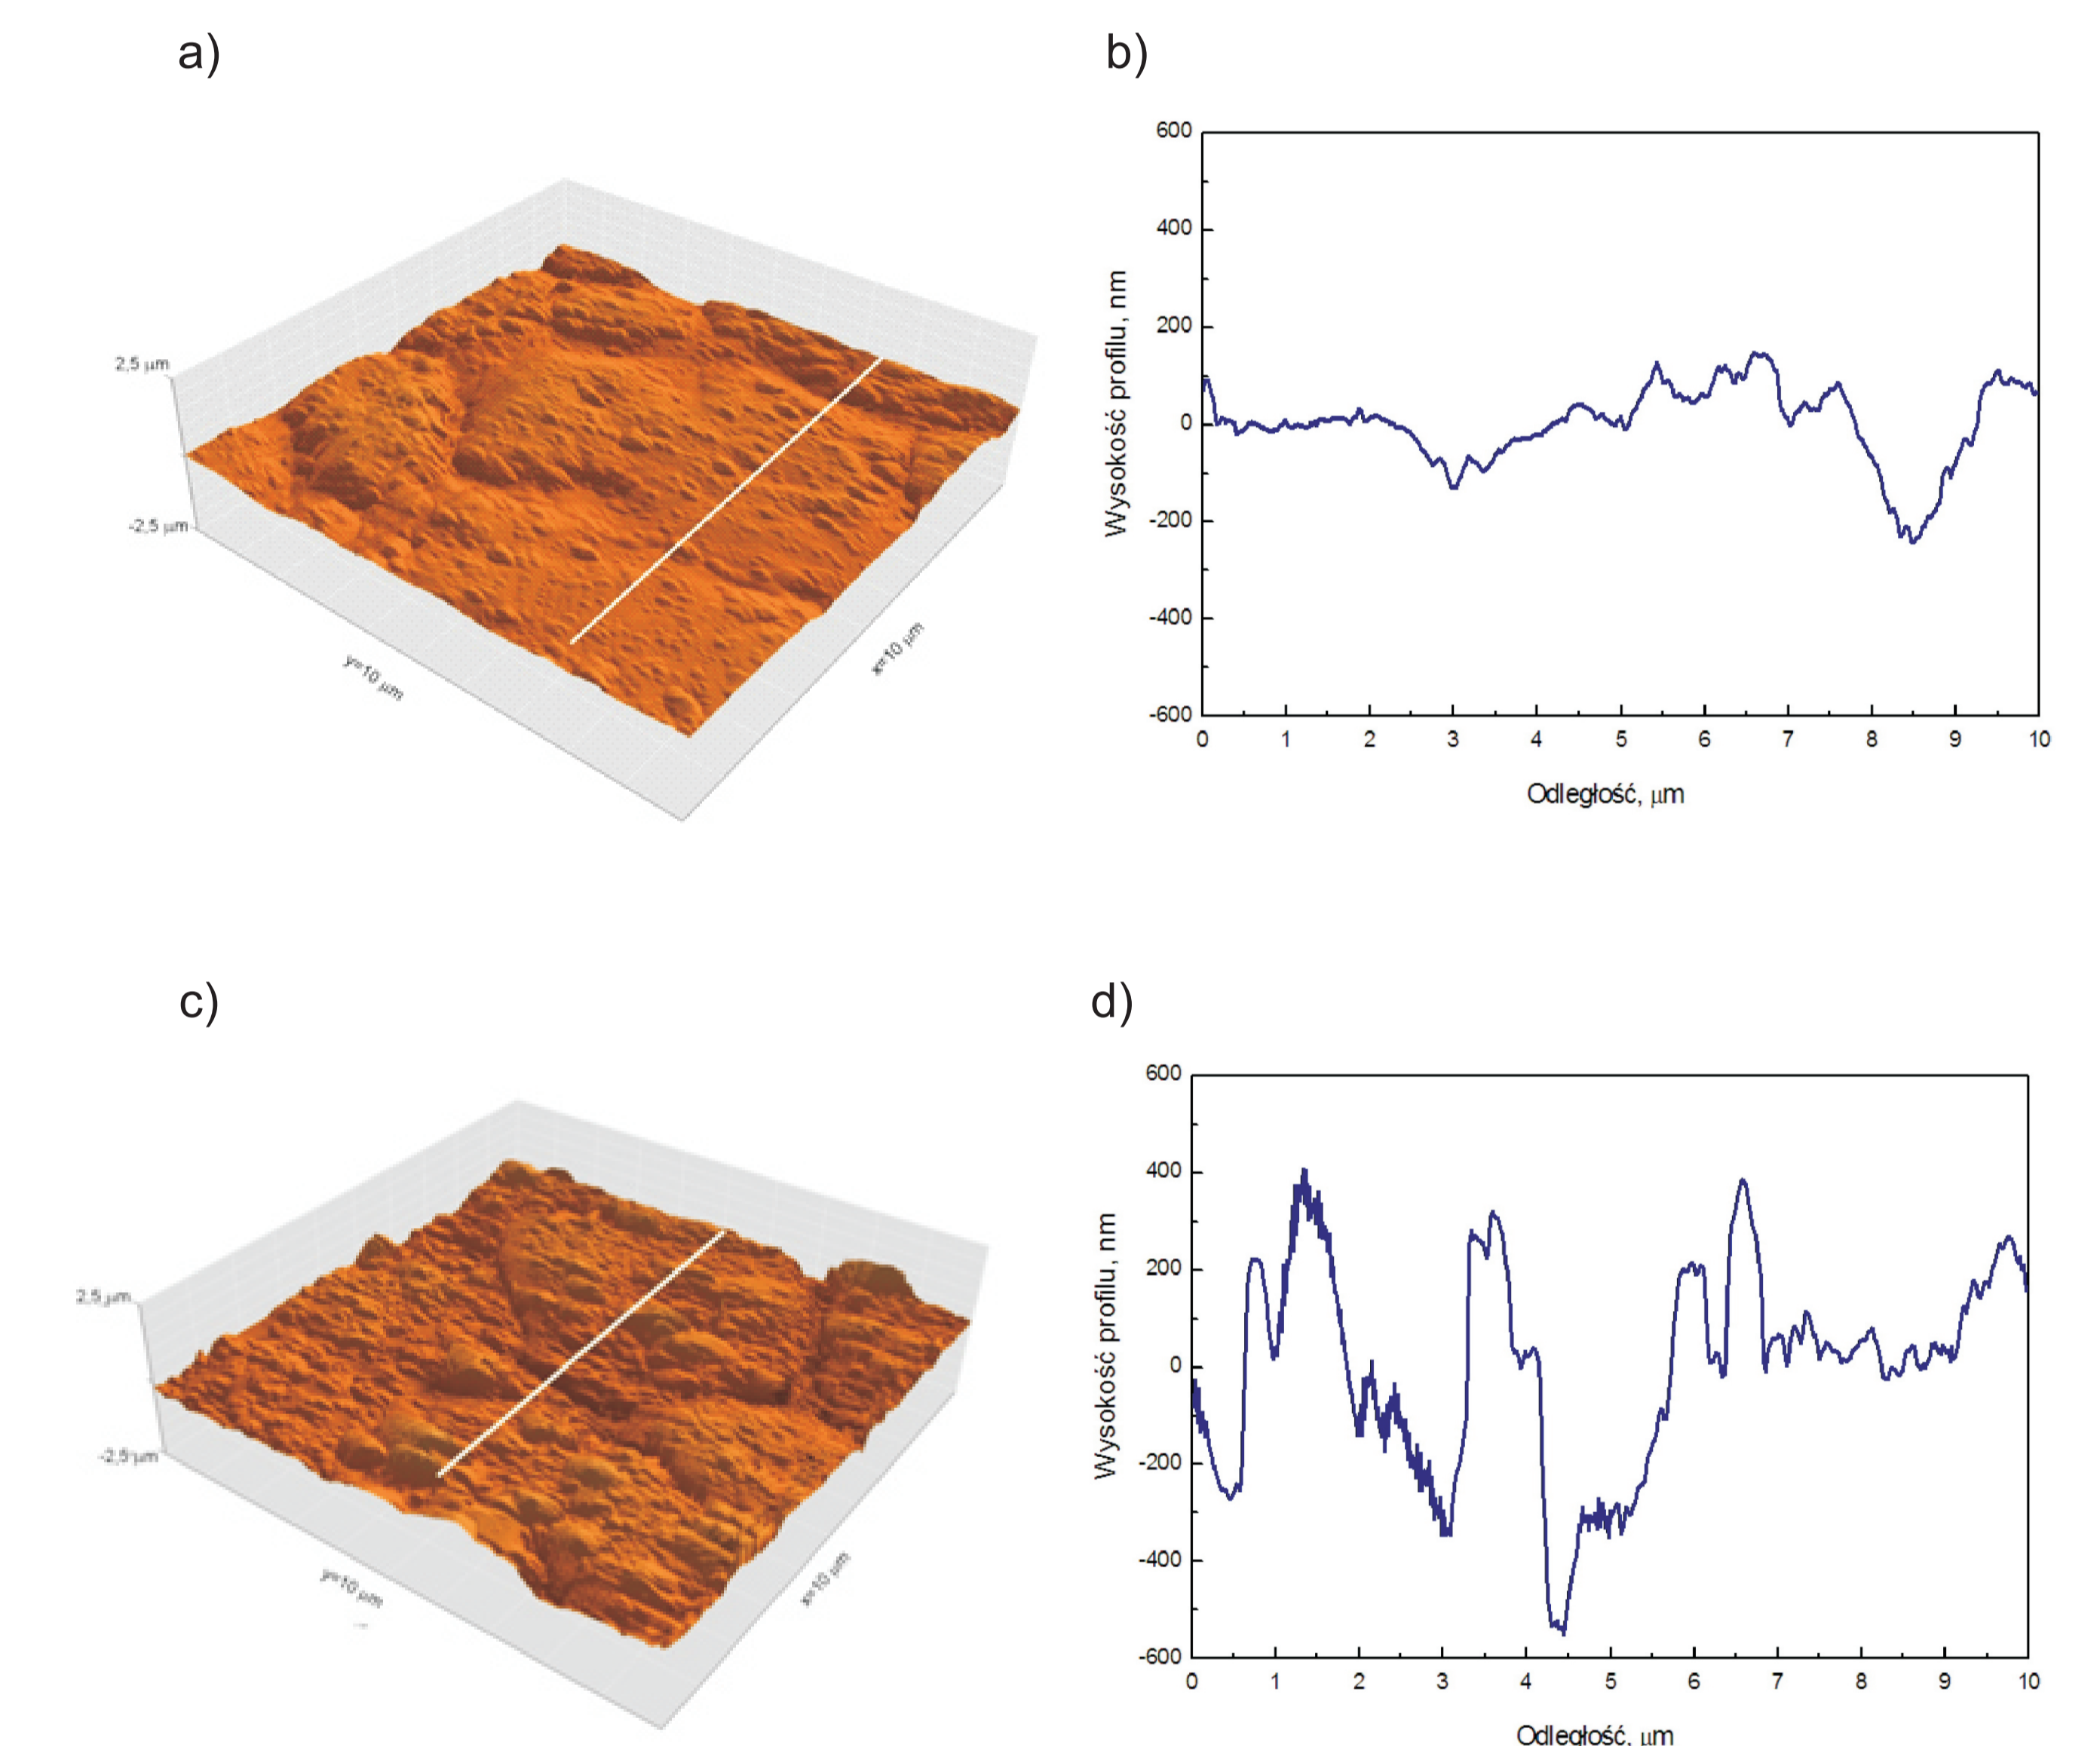 a)
2,5 µm
-2,5 µm
y=10 µm
x=10 µm
b)
Wysokość profilu, nm
600
400
200
0
-200
-400
-600
0 1 2 3 4 5 6 7 8 9 10
Odległość, µm
c)
2,5 µm
-2,5 µm
y=10 µm
x=10 µm
d)
Wysokość profilu, nm
600
400
200
0
-200
-400
-600
0 1 2 3 4 5 6 7 8 9 10
Odległość, µm